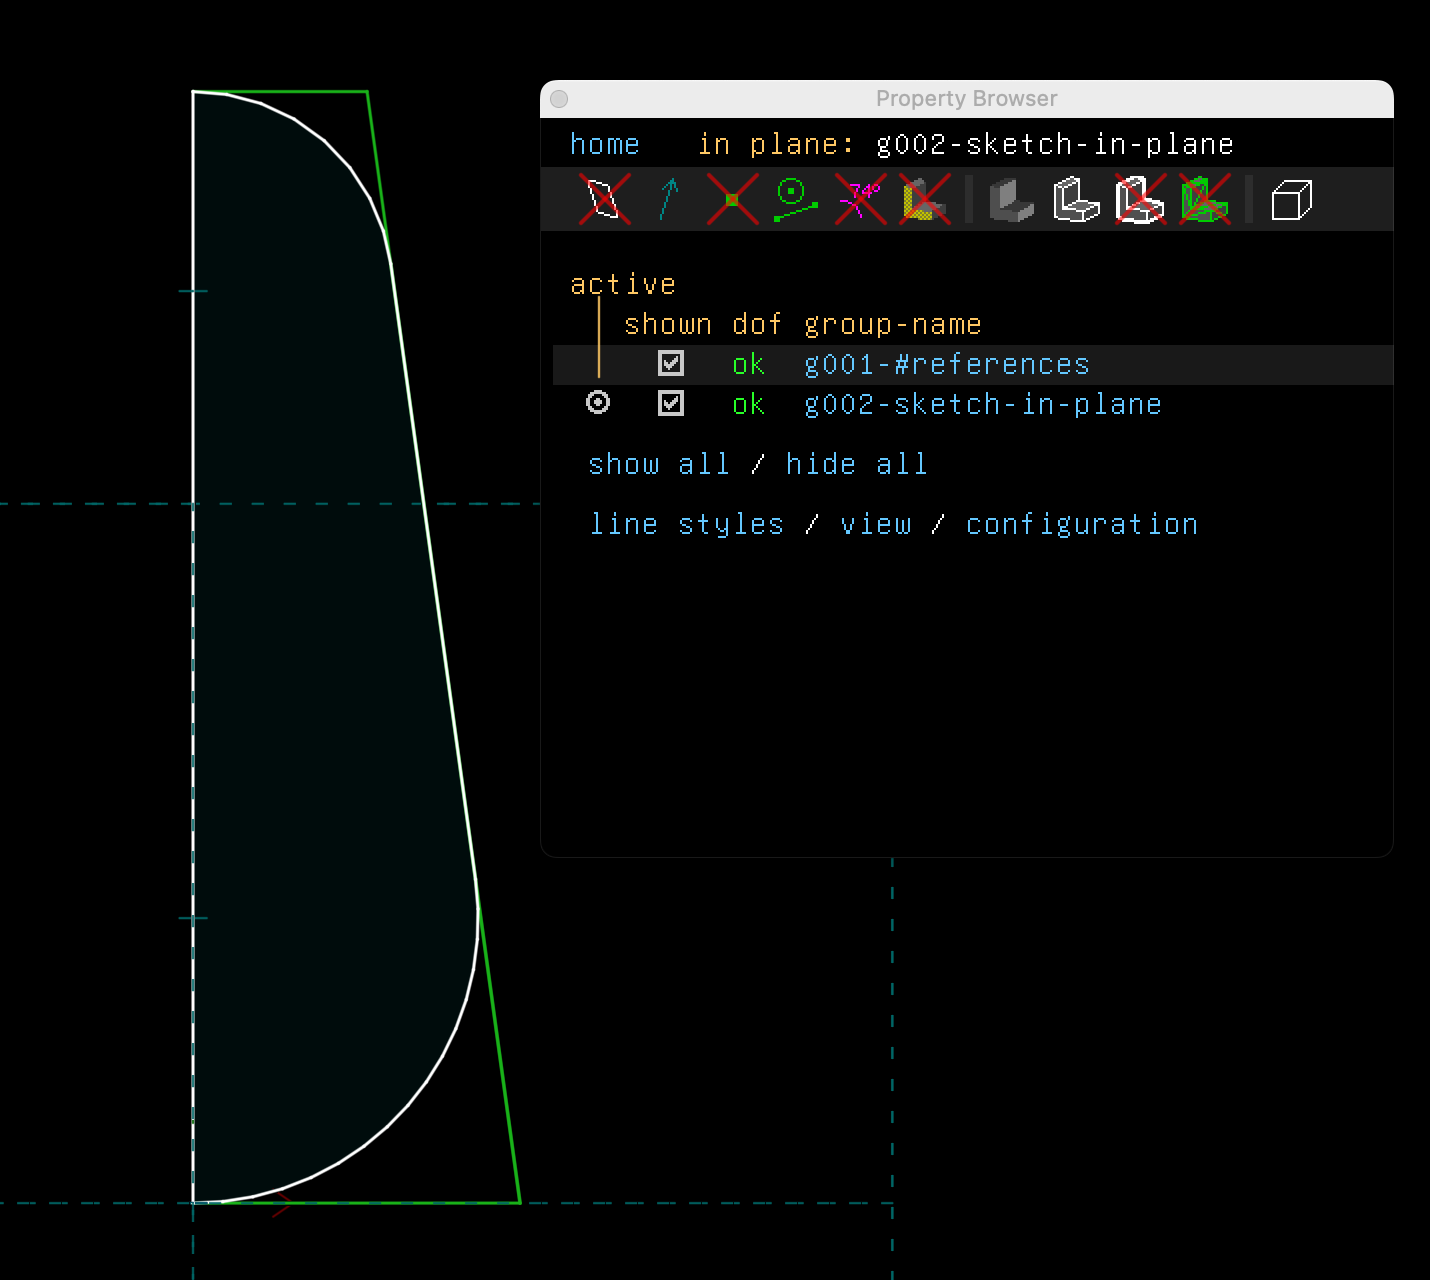 Property Browser
home in plane: g002-sketch-in-plane
74°
active
shown dof group-name
ok g001-#references
ok g002-sketch-in-plane
show all / hide all
line styles / view / configuration